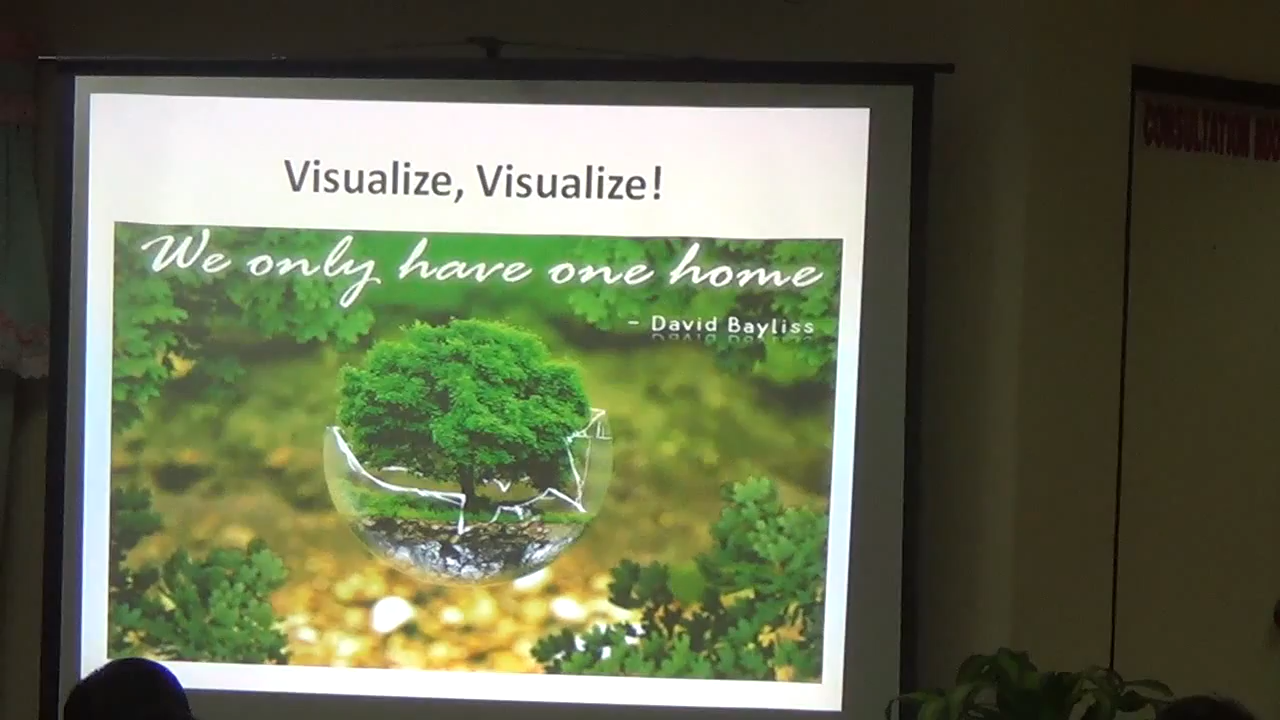 Visualize, Visualize!
We only have one home
- David Bayliss
CONSULTATION